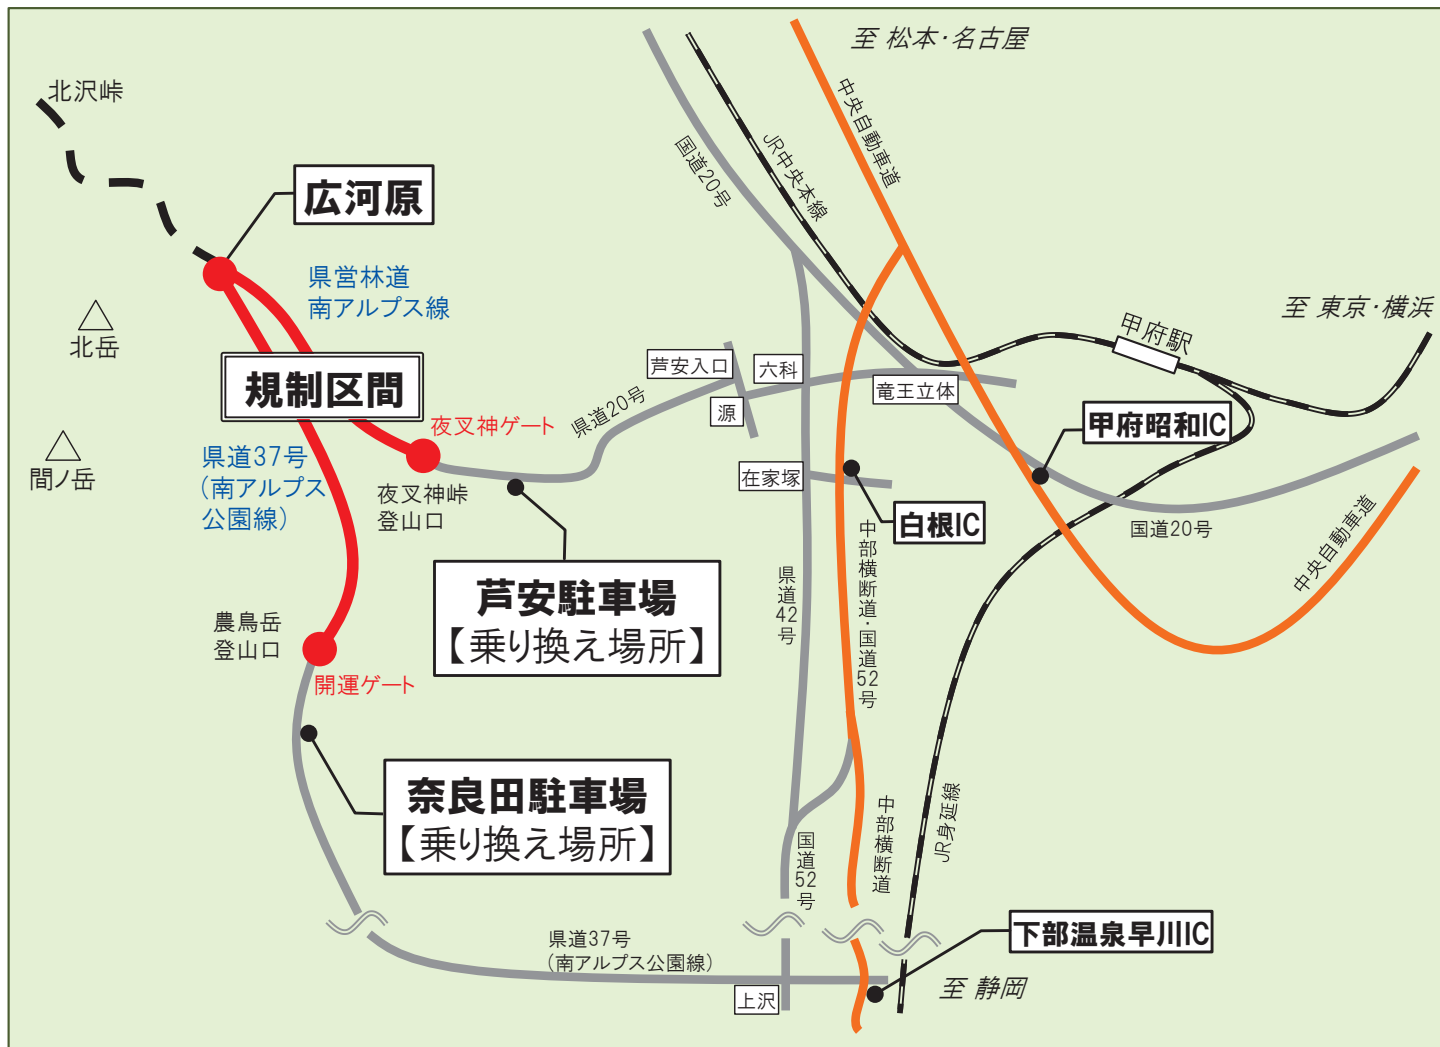 至 松本・名古屋
北沢峠
中央自動車道
国道20号
JR中央本線
広河原
県営林道
南アルプス線
至 東京・横浜
北岳
甲府駅
芦安入口
六科
竜王立体
規制区間
源
県道20号
夜叉神ゲート
甲府昭和IC
県道37号
(南アルプス
公園線)
間ノ岳
在家塚
夜叉神峠
登山口
白根IC
国道20号
中央自動車道
中部横断道・国道52号
県道42号
芦安駐車場
【乗り換え場所】
農鳥岳
登山口
開運ゲート
奈良田駐車場
【乗り換え場所】
中部横断道
JR身延線
国道52号
下部温泉早川IC
県道37号
(南アルプス公園線)
上沢
至 静岡